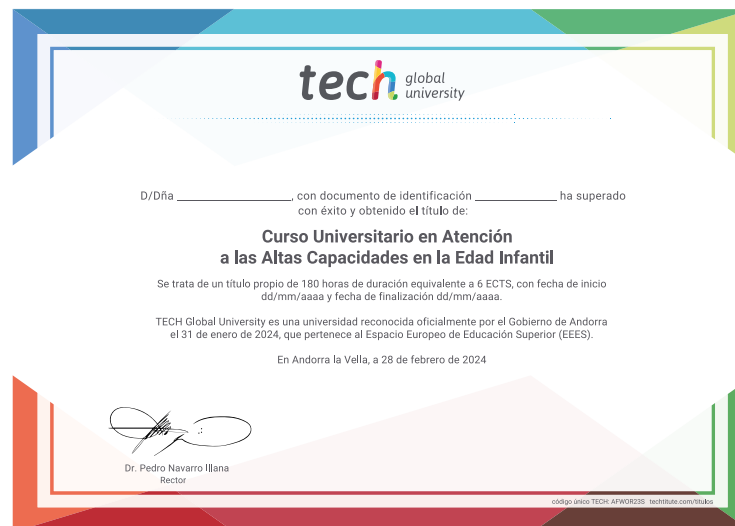 tech global university
D/Dña ____________________, con documento de identificación ______________ ha superado
con éxito y obtenido el título de:
Curso Universitario en Atención
a las Altas Capacidades en la Edad Infantil
Se trata de un título propio de 180 horas de duración equivalente a 6 ECTS, con fecha de inicio
dd/mm/aaaa y fecha de finalización dd/mm/aaaa.
TECH Global University es una universidad reconocida oficialmente por el Gobierno de Andorra
el 31 de enero de 2024, que pertenece al Espacio Europeo de Educación Superior (EEES).
En Andorra la Vella, a 28 de febrero de 2024
Dr. Pedro Navarro Illana
Rector
código único TECH: AFWOR23S techtitute.com/titulos